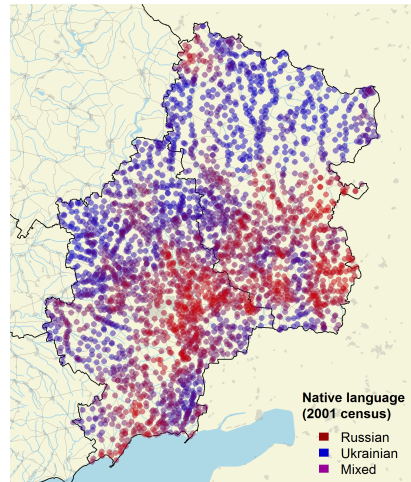 Native language
(2001 census)
Russian
Ukrainian
Mixed